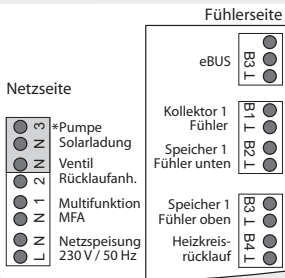 Fühlerseite
eBUS
B3
T
Netzseite
Kollektor 1
Fühler
B1
T
Speicher 1
Fühler unten
B2
T
3
N
*Pumpe
Solarladung
N
2
Ventil
Rücklaufanh.
1
N
Multifunktion
MFA
N
L
Netzspeisung
230 V / 50 Hz
Speicher 1
Fühler oben
B3
T
Heizkreis-
rücklauf
B4
T